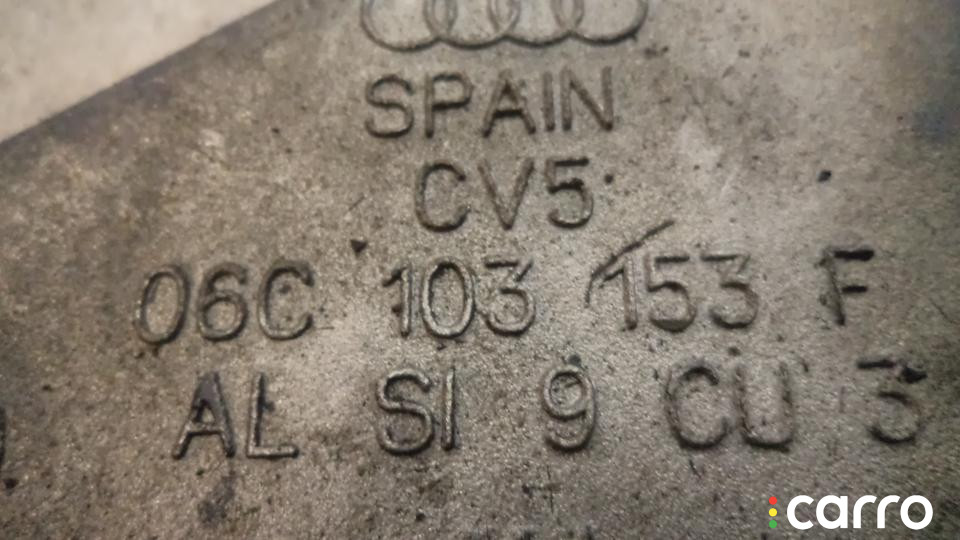 SPAIN
CV5
06C 103 153 F
AL SI 9 CU 3
carro